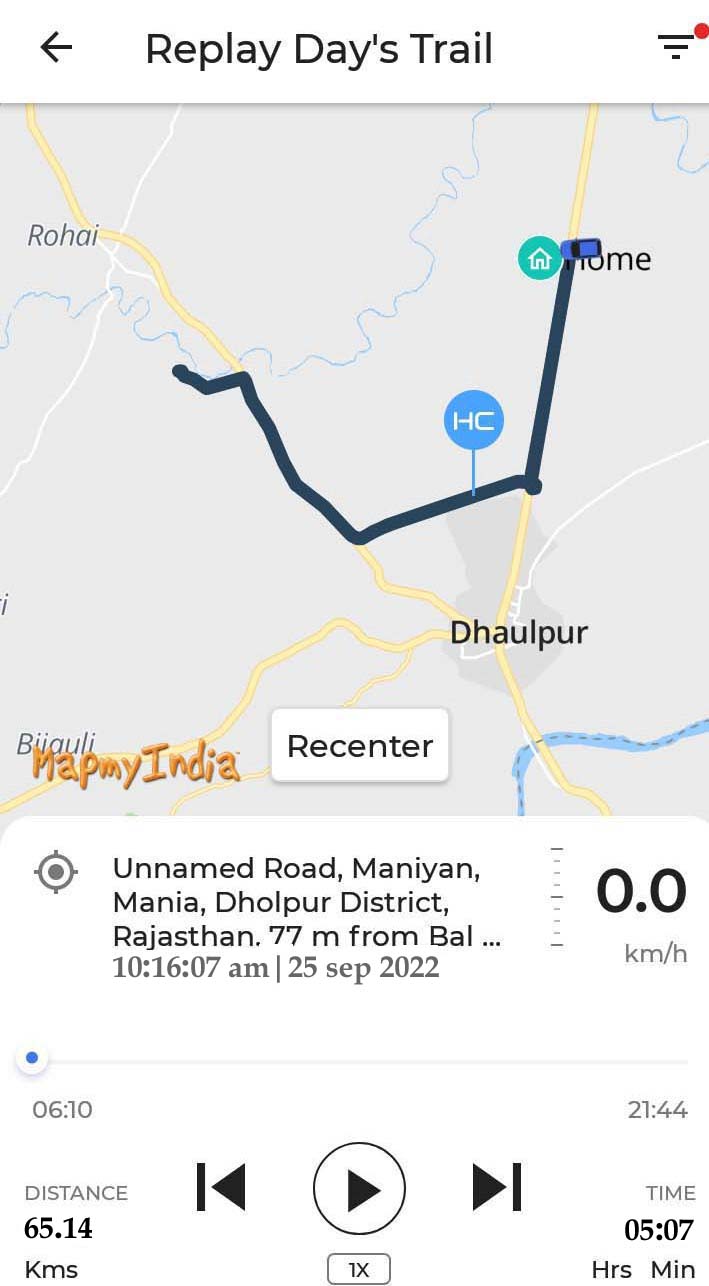 Replay Day's Trail
Rohai
Home
HC
Dhaulpur
Bijauli
MapmyIndia
Recenter
Unnamed Road, Maniyan,
Mania, Dholpur District,
Rajasthan. 77 m from Bal ...
10:16:07 am | 25 sep 2022
0.0
km/h
06:10
21:44
DISTANCE
65.14
Kms
1X
TIME
05:07
Hrs Min